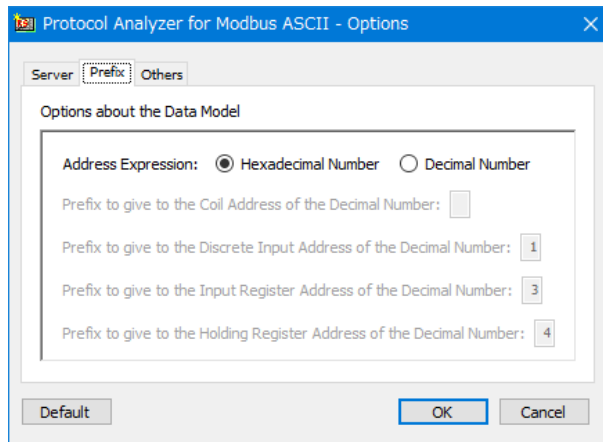 Protocol Analyzer for Modbus ASCII - Options
Server Prefix Others
Options about the Data Model
Address Expression: Hexadecimal Number Decimal Number
Prefix to give to the Coil Address of the Decimal Number:
Prefix to give to the Discrete Input Address of the Decimal Number: 1
Prefix to give to the Input Register Address of the Decimal Number: 3
Prefix to give to the Holding Register Address of the Decimal Number: 4
Default OK Cancel